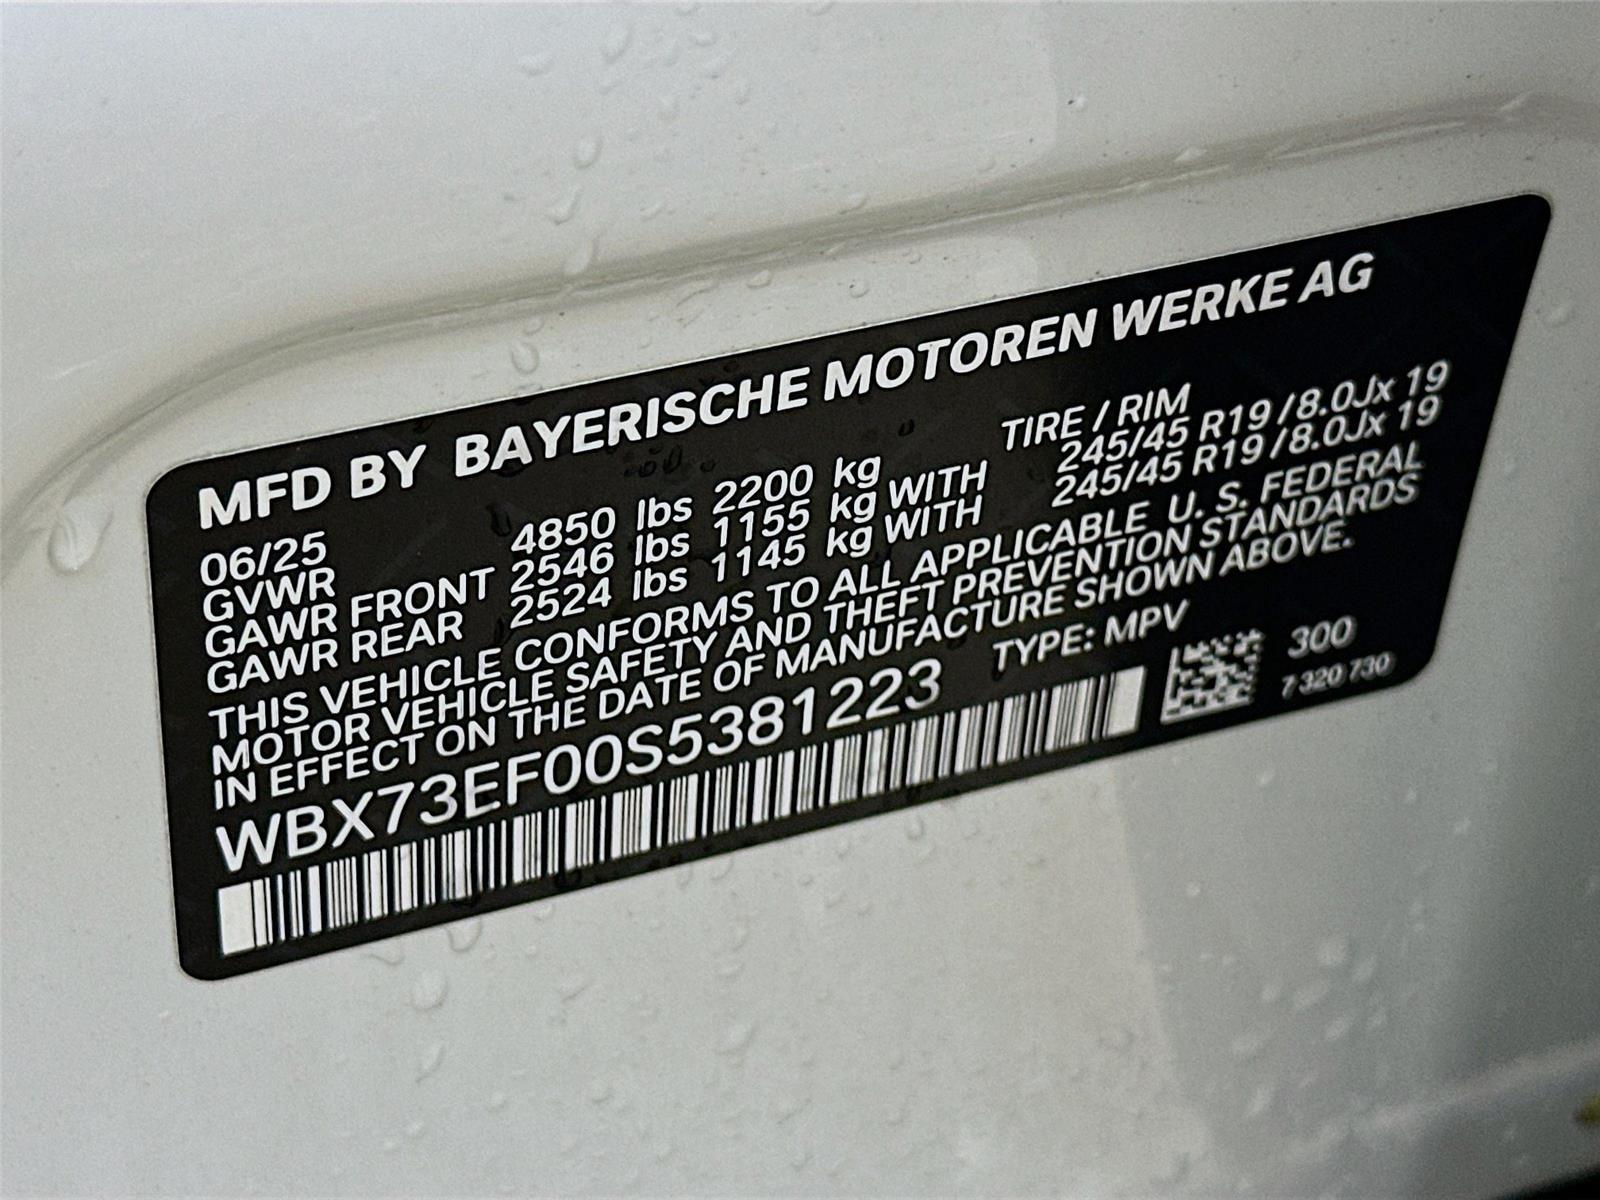 MFD BY BAYERISCHE MOTOREN WERKE AG
06/25 TIRE / RIM
GVWR 4850 lbs 2200 kg
GAWR FRONT 2546 lbs 1155 kg WITH 245/45 R19 /8.0Jx 19
GAWR REAR 2524 lbs 1145 kg WITH 245/45 R19 /8.0Jx 19
THIS VEHICLE CONFORMS TO ALL APPLICABLE U. S. FEDERAL
MOTOR VEHICLE SAFETY AND THEFT PREVENTION STANDARDS
IN EFFECT ON THE DATE OF MANUFACTURE SHOWN ABOVE.
WBX73EF00S5381223 TYPE: MPV
300
7 320 730